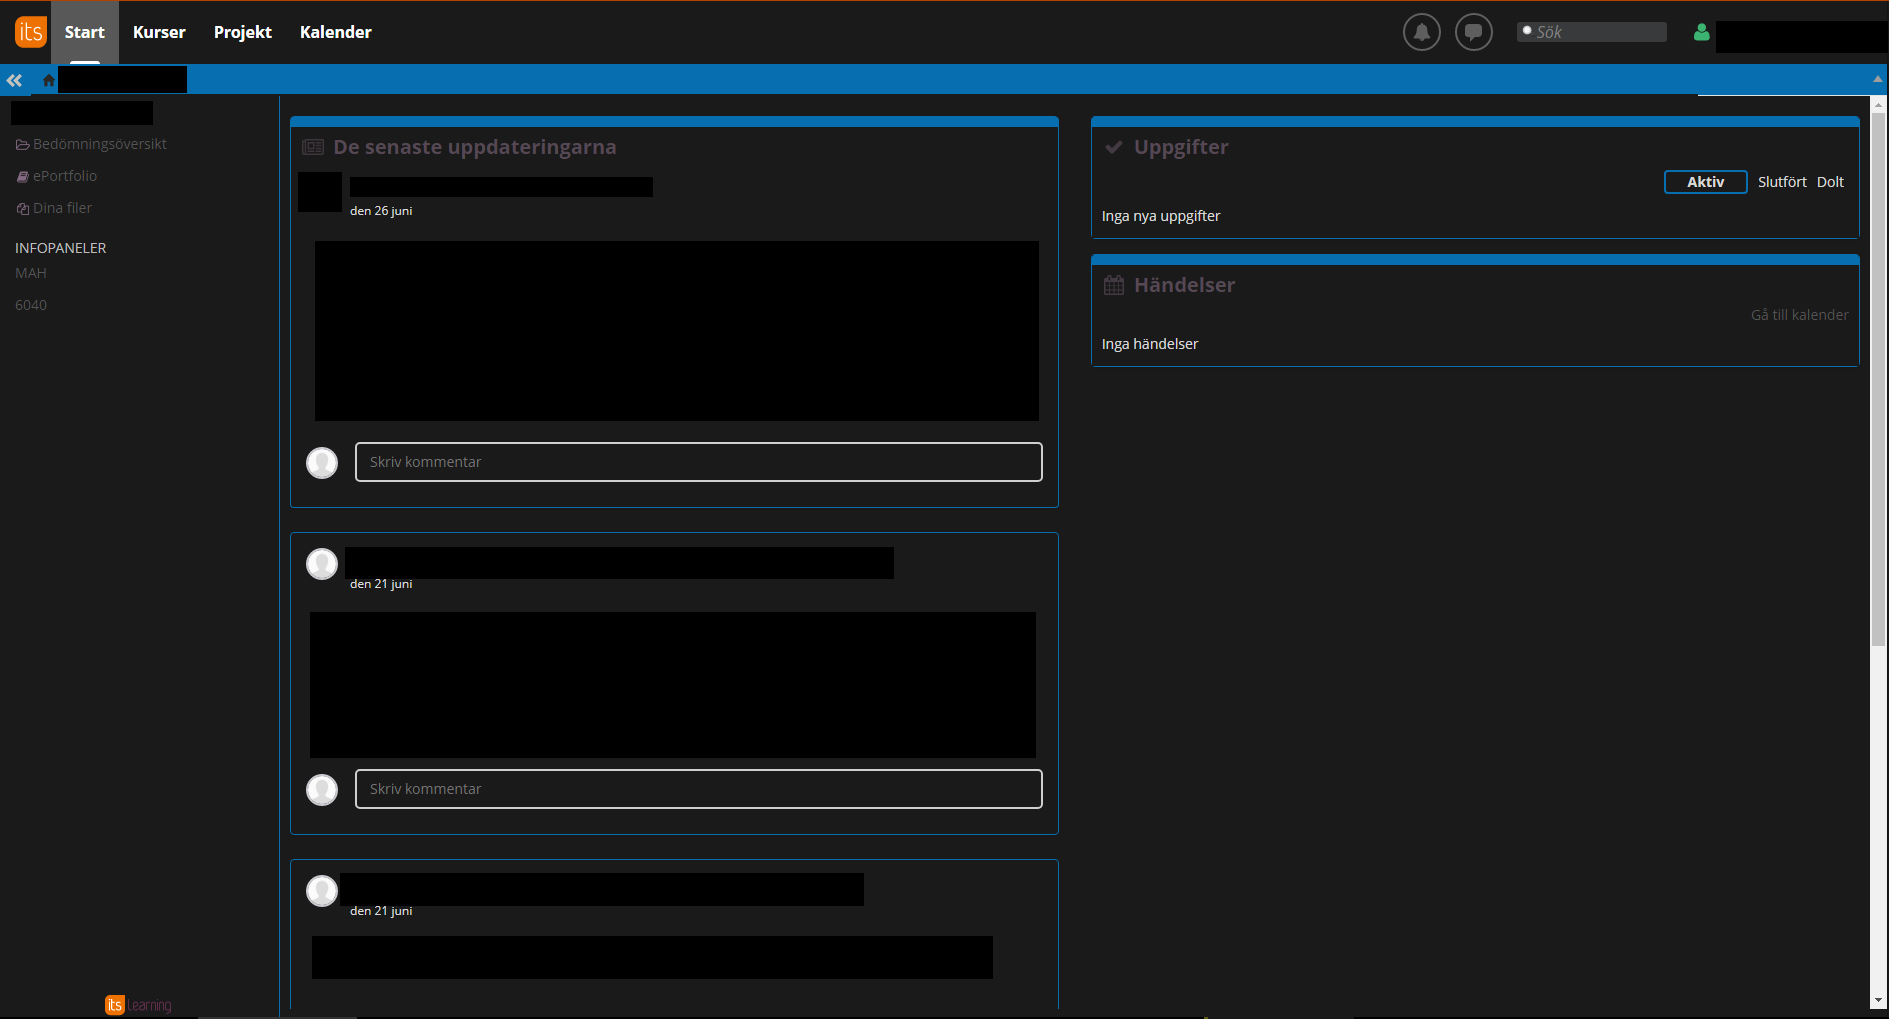 its Start Kurser Projekt Kalender Sök
Bedömningsöversikt
ePortfolio
Dina filer
INFOPANELER
MAH
6040
its learning
De senaste uppdateringarna
den 26 juni
Skriv kommentar
den 21 juni
Skriv kommentar
den 21 juni
Uppgifter
Aktiv Slutfört Dolt
Inga nya uppgifter
Händelser
Gå till kalender
Inga händelser